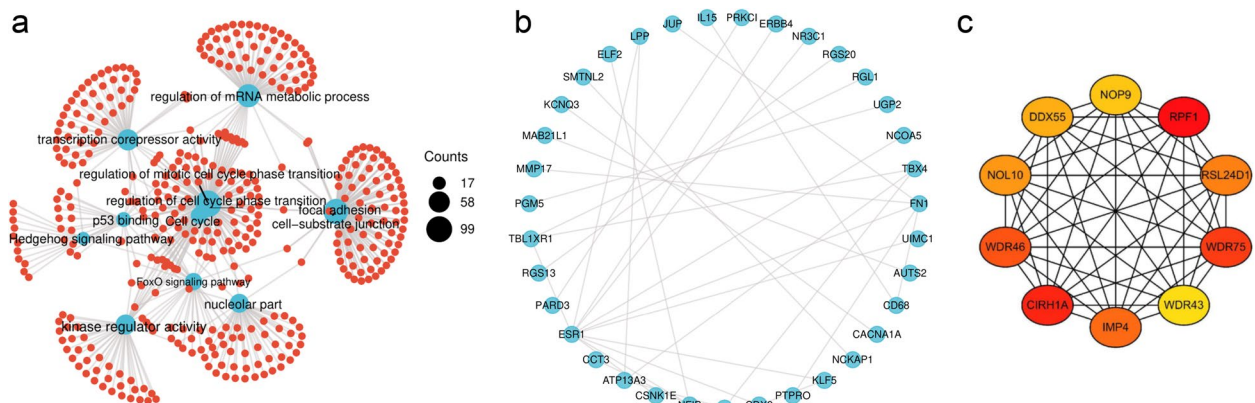 a
regulation of mRNA metabolic process
transcription corepressor activity
regulation of mitotic cell cycle phase transition
regulation of cell cycle phase transition
focal adhesion
p53 binding
Cell cycle
cell−substrate junction
Hedgehog signaling pathway
FoxO signaling pathway
nucleolar part
kinase regulator activity
Counts
17
58
99
b
IL15
PRKCI
JUP
ERBB4
LPP
NR3C1
ELF2
RGS20
SMTNL2
RGL1
KCNQ3
UGP2
MAB21L1
NCOA5
MMP17
TBX4
PGM5
FN1
TBL1XR1
UIMC1
RGS13
AUTS2
PARD3
CD68
ESR1
CACNA1A
CCT3
NCKAP1
ATP13A3
KLF5
CSNK1E
PTPRO
c
NOP9
DDX55
RPF1
NOL10
RSL24D1
WDR46
WDR75
CIRH1A
WDR43
IMP4